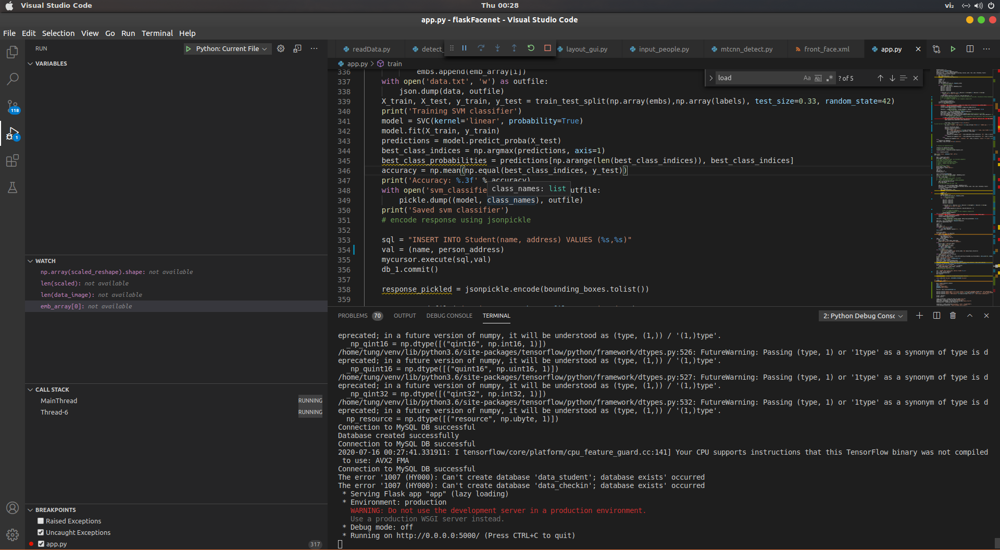 Visual Studio Code
Thu 00:28
vi₂
app.py - flaskFacenet - Visual Studio Code
File Edit Selection View Go Run Terminal Help
RUN
Python: Current File
VARIABLES
WATCH
np.array(scaled_reshape).shape: not available
len(scaled): not available
len(data_image): not available
emb_array[0]: not available
CALL STACK
MainThread RUNNING
Thread-6 RUNNING
BREAKPOINTS
Raised Exceptions
Uncaught Exceptions
app.py 317
118
1
readData.py
detect_
layout_gui.py
input_people.py
mtcnn_detect.py
front_face.xml
app.py
app.py > train
load
Aa Abl .* ? of 5
336 embs.append(emb_array[i])
337 with open('data.txt', 'w') as outfile:
338 json.dump(data, outfile)
339 X_train, X_test, y_train, y_test = train_test_split(np.array(embs),np.array(labels), test_size=0.33, random_state=42)
340 print('Training SVM classifier')
341 model = SVC(kernel='linear', probability=True)
342 model.fit(X_train, y_train)
343 predictions = model.predict_proba(X_test)
344 best_class_indices = np.argmax(predictions, axis=1)
345 best_class_probabilities = predictions[np.arange(len(best_class_indices)), best_class_indices]
346 accuracy = np.mean(np.equal(best_class_indices, y_test))
347 print('Accuracy: %.3f' % accuracy)
348 with open('svm_classifie utfile:
class_names: list
349 pickle.dump((model, class_names), outfile)
350 print('Saved svm classifier')
351 # encode response using jsonpickle
352
353 sql = "INSERT INTO Student(name, address) VALUES (%s,%s)"
354 val = (name, person_address)
355 mycursor.execute(sql,val)
356 db_1.commit()
357
358 response_pickled = jsonpickle.encode(bounding_boxes.tolist())
359
PROBLEMS 70 OUTPUT DEBUG CONSOLE TERMINAL
2: Python Debug Consc
eprecated; in a future version of numpy, it will be understood as (type, (1,)) / '(1,)type'.
_np_qint16 = np.dtype([("qint16", np.int16, 1)])
/home/tung/venv/lib/python3.6/site-packages/tensorflow/python/framework/dtypes.py:526: FutureWarning: Passing (type, 1) or '1type' as a synonym of type is d
eprecated; in a future version of numpy, it will be understood as (type, (1,)) / '(1,)type'.
_np_quint16 = np.dtype([("quint16", np.uint16, 1)])
/home/tung/venv/lib/python3.6/site-packages/tensorflow/python/framework/dtypes.py:527: FutureWarning: Passing (type, 1) or '1type' as a synonym of type is d
eprecated; in a future version of numpy, it will be understood as (type, (1,)) / '(1,)type'.
_np_qint32 = np.dtype([("qint32", np.int32, 1)])
/home/tung/venv/lib/python3.6/site-packages/tensorflow/python/framework/dtypes.py:532: FutureWarning: Passing (type, 1) or '1type' as a synonym of type is d
eprecated; in a future version of numpy, it will be understood as (type, (1,)) / '(1,)type'.
np_resource = np.dtype([("resource", np.ubyte, 1)])
Connection to MySQL DB successful
Database created successfully
Connection to MySQL DB successful
2020-07-16 00:27:41.331911: I tensorflow/core/platform/cpu_feature_guard.cc:141] Your CPU supports instructions that this TensorFlow binary was not compiled
to use: AVX2 FMA
Connection to MySQL DB successful
The error '1007 (HY000): Can't create database 'data_student'; database exists' occurred
The error '1007 (HY000): Can't create database 'data_checkin'; database exists' occurred
* Serving Flask app "app" (lazy loading)
* Environment: production
WARNING: Do not use the development server in a production environment.
Use a production WSGI server instead.
* Debug mode: off
* Running on http://0.0.0.0:5000/ (Press CTRL+C to quit)